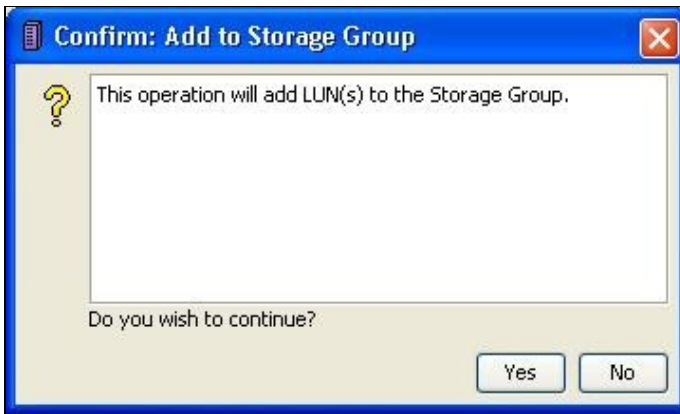 Confirm: Add to Storage Group
This operation will add LUN(s) to the Storage Group.
Do you wish to continue?
Yes No